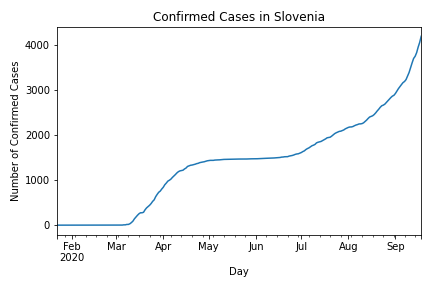 Confirmed Cases in Slovenia
Number of Confirmed Cases
4000
3000
2000
1000
0
Feb Mar Apr May Jun Jul Aug Sep
2020
Day